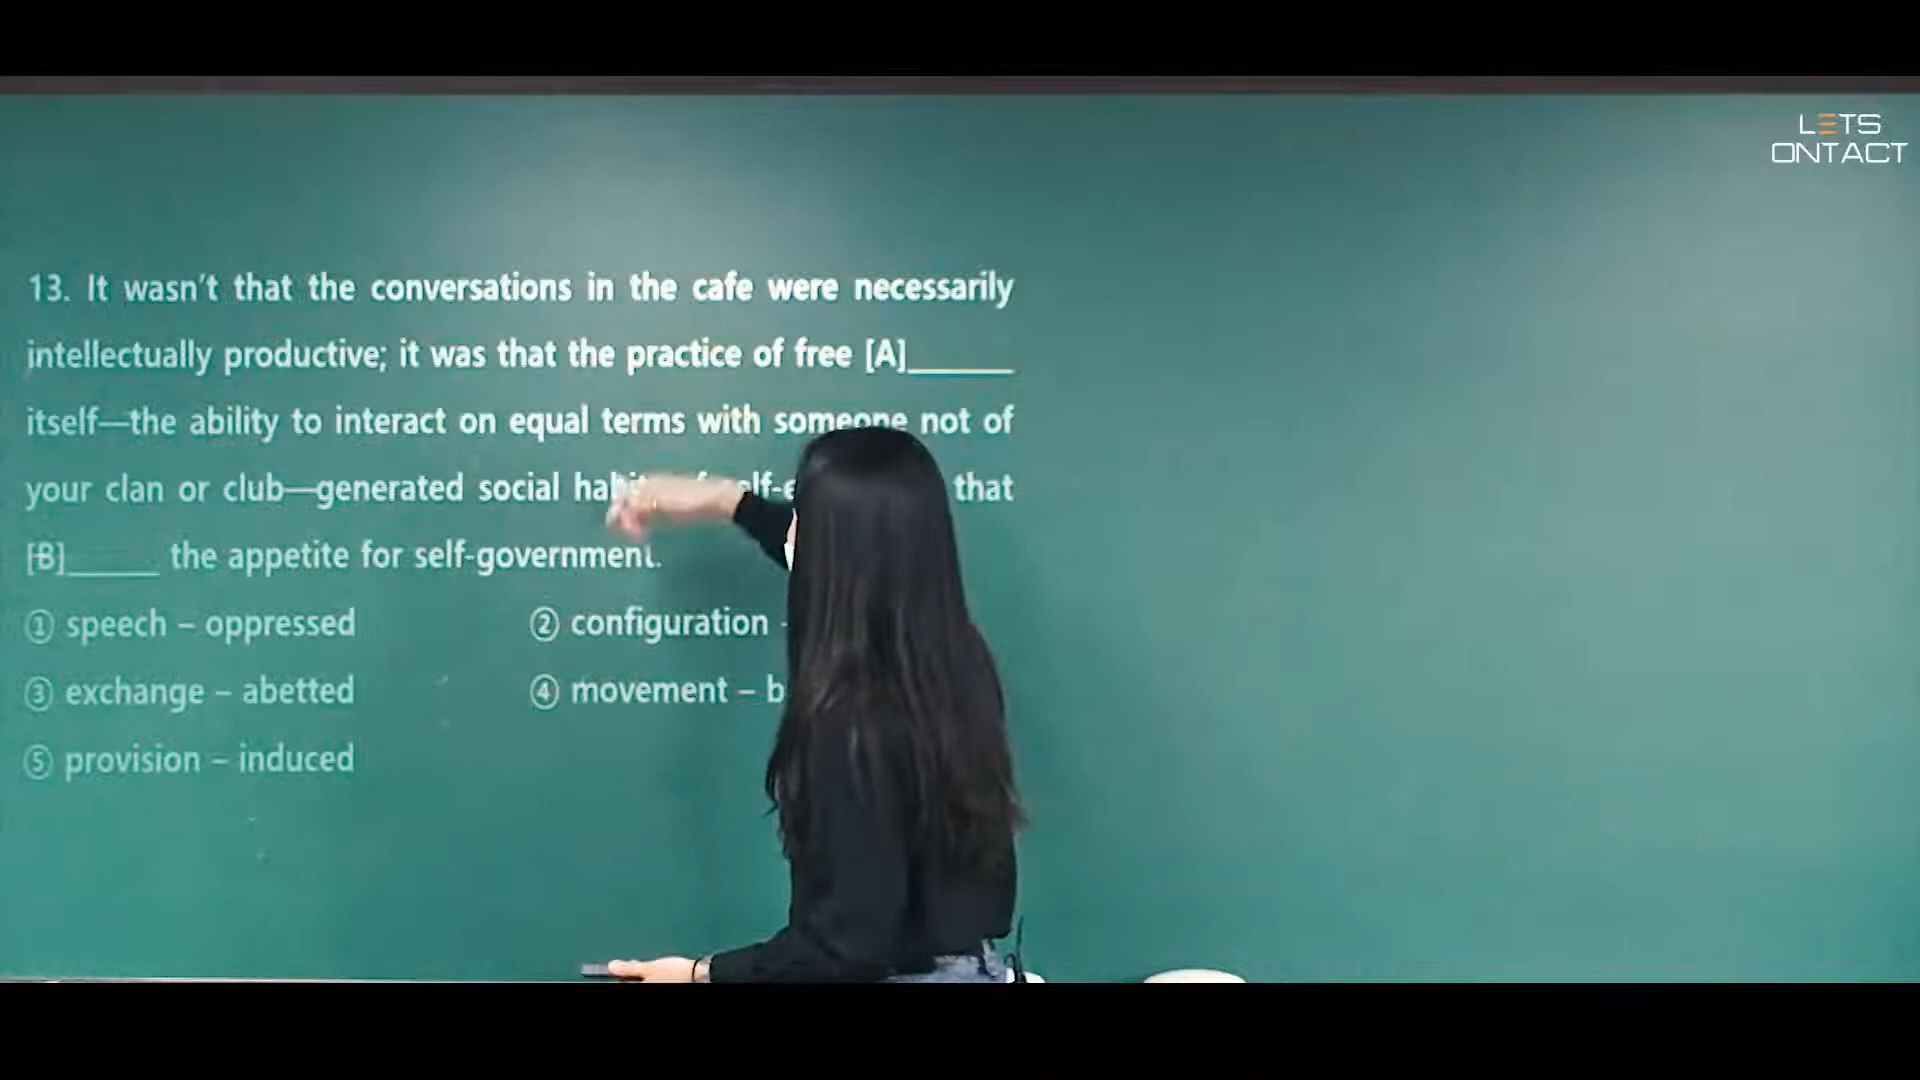 LETS
ONTACT
13. It wasn't that the conversations in the cafe were necessarily
intellectually productive; it was that the practice of free [A]______
itself—the ability to interact on equal terms with someone not of
your clan or club—generated social that
[B]_____ the appetite for self-government.
① speech – oppressed ② configuration -
③ exchange – abetted ④ movement –
⑤ provision – induced